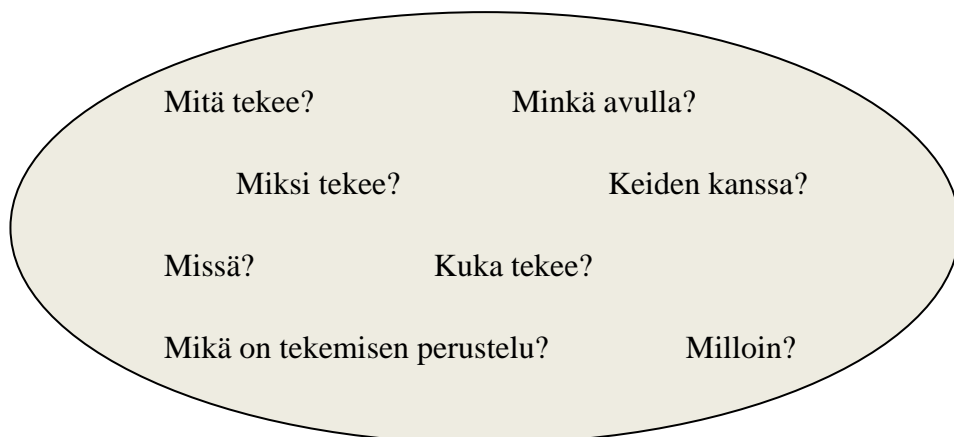 Mitä tekee? Minkä avulla?
Miksi tekee? Keiden kanssa?
Missä? Kuka tekee?
Mikä on tekemisen perustelu? Milloin?